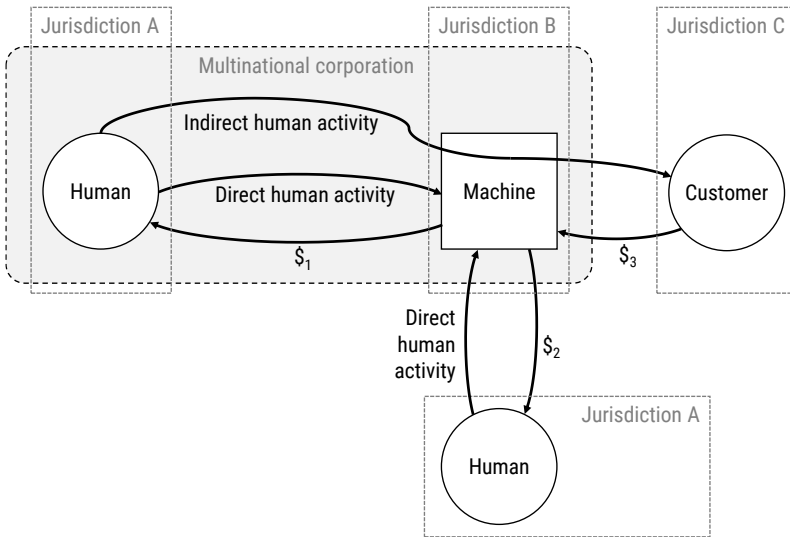 Jurisdiction A
Jurisdiction B
Jurisdiction C
Multinational corporation
Indirect human activity
Human
Direct human activity
Machine
Customer
$₁
$₃
Direct
human
activity
$₂
Jurisdiction A
Human